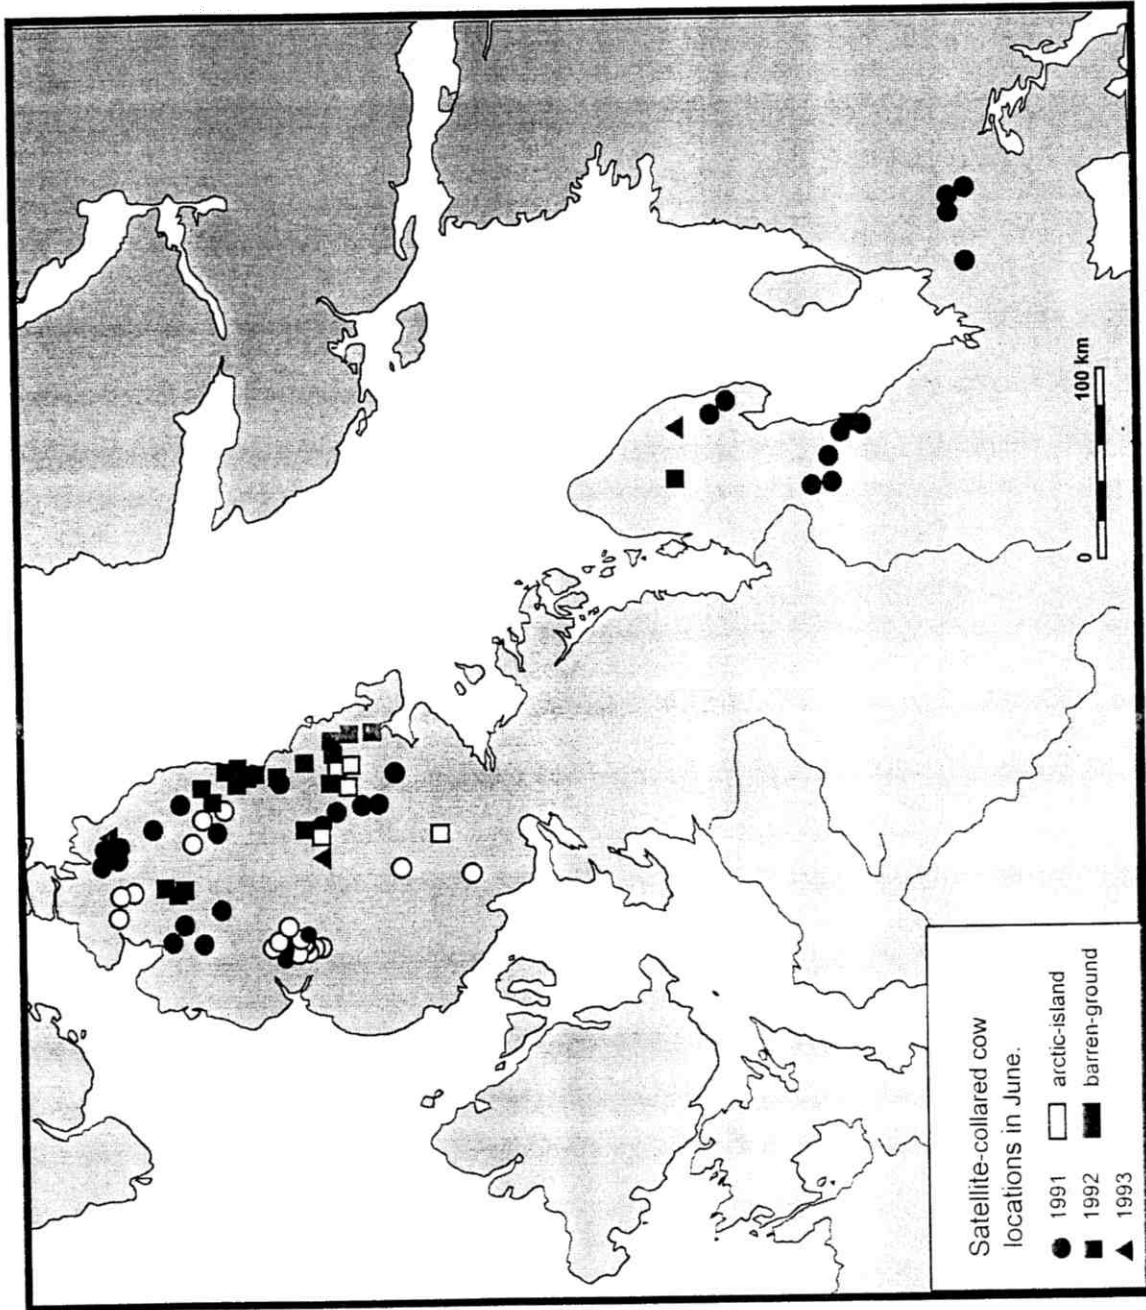 Satellite-collared cow
locations in June.
1991 arctic-island
1992 barren-ground
1993
0 100 km